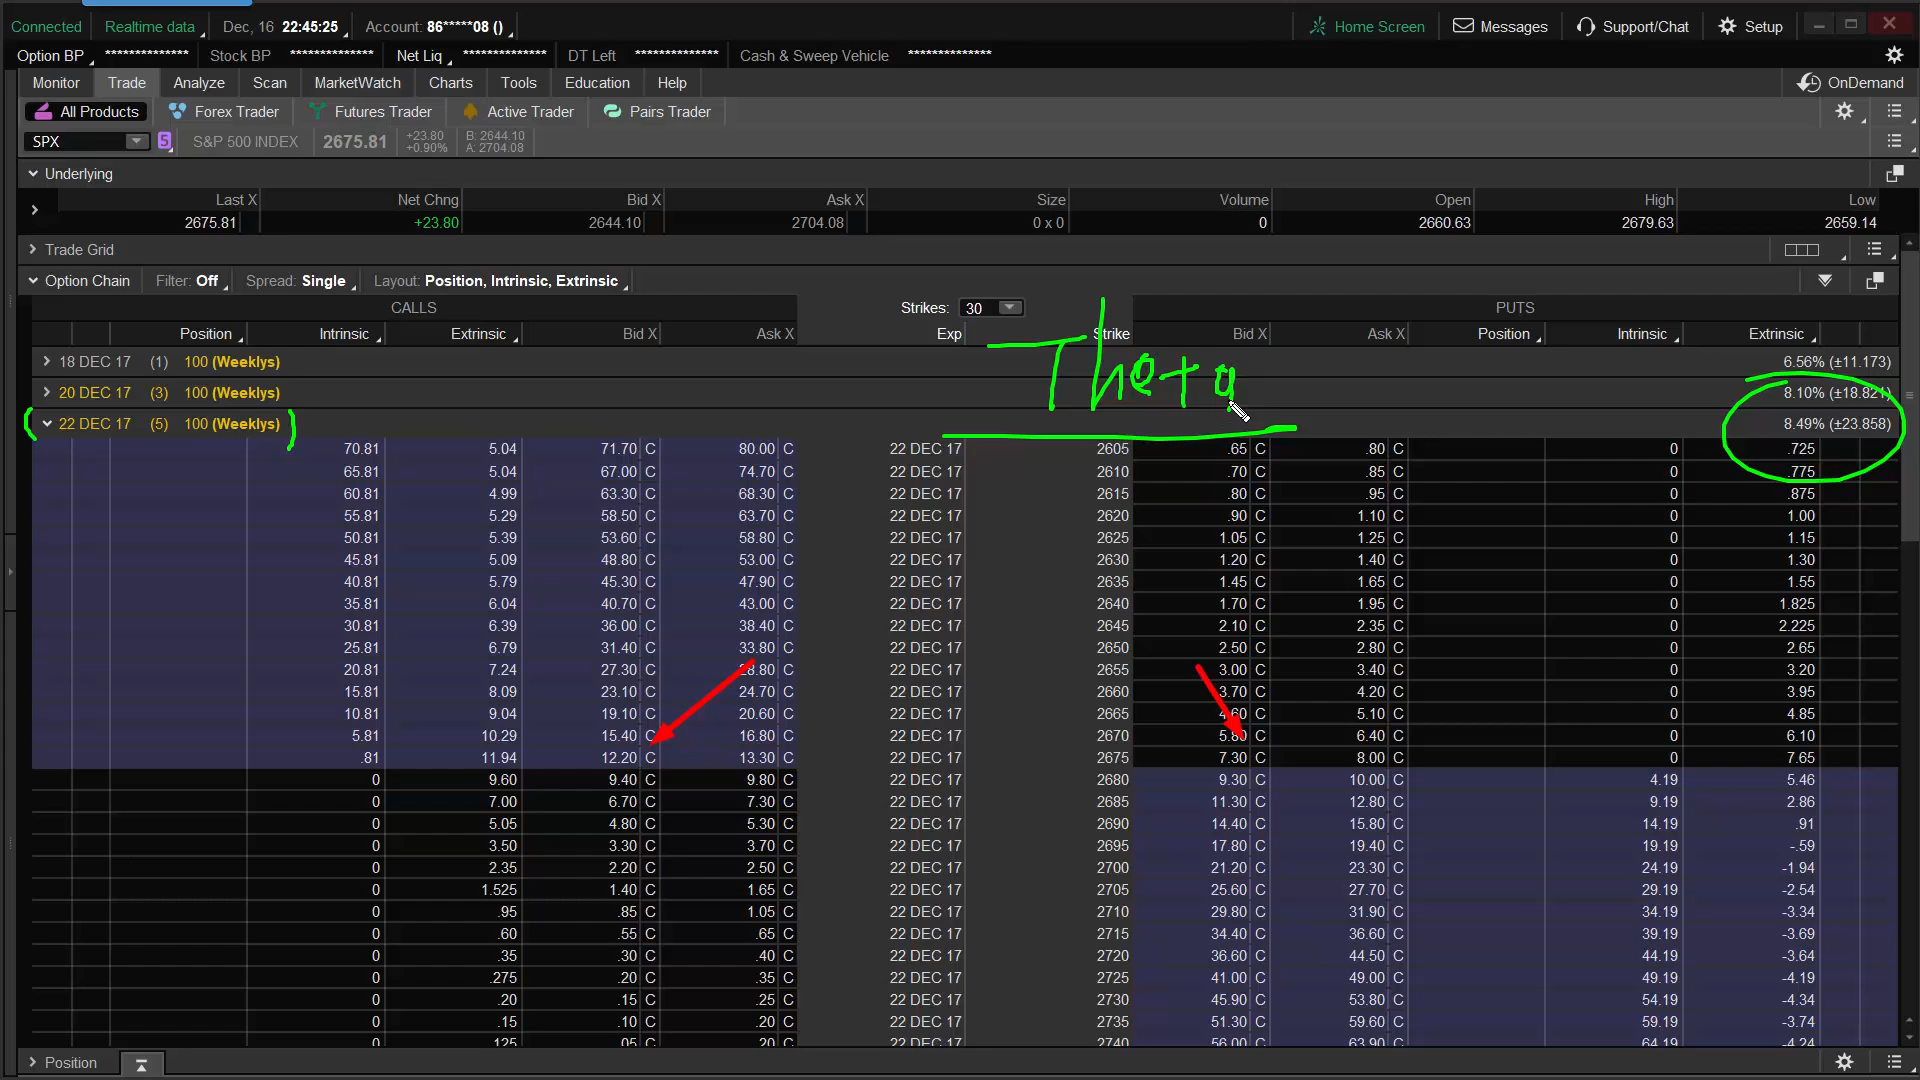 Connected Realtime data Dec, 16 22:45:25 Account: 86*****08 () Home Screen Messages Support/Chat Setup
Option BP ************** Stock BP ************** Net Liq ************** DT Left ************** Cash & Sweep Vehicle **************
Monitor Trade Analyze Scan MarketWatch Charts Tools Education Help OnDemand
All Products Forex Trader Futures Trader Active Trader Pairs Trader
SPX 5 S&P 500 INDEX 2675.81 +23.80 +0.90% B: 2644.10 A: 2704.08
Underlying
Last X Net Chng Bid X Ask X Size Volume Open High Low
2675.81 +23.80 2644.10 2704.08 0 x 0 0 2660.63 2679.63 2659.14
Trade Grid
Option Chain Filter: Off Spread: Single Layout: Position, Intrinsic, Extrinsic
CALLS Strikes: 30 PUTS
Position Intrinsic Extrinsic Bid X Ask X Exp Strike Bid X Ask X Position Intrinsic Extrinsic
18 DEC 17 (1) 100 (Weeklys) 6.56% (±11.173)
Theta
20 DEC 17 (3) 100 (Weeklys) 8.10% (±18.821)
22 DEC 17 (5) 100 (Weeklys) 8.49% (±23.858)
70.81 5.04 71.70 C 80.00 C 22 DEC 17 2605 .65 C .80 C 0 .725
65.81 5.04 67.00 C 74.70 C 22 DEC 17 2610 .70 C .85 C 0 .775
60.81 4.99 63.30 C 68.30 C 22 DEC 17 2615 .80 C .95 C 0 .875
55.81 5.29 58.50 C 63.70 C 22 DEC 17 2620 .90 C 1.10 C 0 1.00
50.81 5.39 53.60 C 58.80 C 22 DEC 17 2625 1.05 C 1.25 C 0 1.15
45.81 5.09 48.80 C 53.00 C 22 DEC 17 2630 1.20 C 1.40 C 0 1.30
40.81 5.79 45.30 C 47.90 C 22 DEC 17 2635 1.45 C 1.65 C 0 1.55
35.81 6.04 40.70 C 43.00 C 22 DEC 17 2640 1.70 C 1.95 C 0 1.825
30.81 6.39 36.00 C 38.40 C 22 DEC 17 2645 2.10 C 2.35 C 0 2.225
25.81 6.79 31.40 C 33.80 C 22 DEC 17 2650 2.50 C 2.80 C 0 2.65
20.81 7.24 27.30 C 28.80 C 22 DEC 17 2655 3.00 C 3.40 C 0 3.20
15.81 8.09 23.10 C 24.70 C 22 DEC 17 2660 3.70 C 4.20 C 0 3.95
10.81 9.04 19.10 C 20.60 C 22 DEC 17 2665 4.60 C 5.10 C 0 4.85
5.81 10.29 15.40 C 16.80 C 22 DEC 17 2670 5.80 C 6.40 C 0 6.10
.81 11.94 12.20 C 13.30 C 22 DEC 17 2675 7.30 C 8.00 C 0 7.65
0 9.60 9.40 C 9.80 C 22 DEC 17 2680 9.30 C 10.00 C 4.19 5.46
0 7.00 6.70 C 7.30 C 22 DEC 17 2685 11.30 C 12.80 C 9.19 2.86
0 5.05 4.80 C 5.30 C 22 DEC 17 2690 14.40 C 15.80 C 14.19 .91
0 3.50 3.30 C 3.70 C 22 DEC 17 2695 17.80 C 19.40 C 19.19 -.59
0 2.35 2.20 C 2.50 C 22 DEC 17 2700 21.20 C 23.30 C 24.19 -1.94
0 1.525 1.40 C 1.65 C 22 DEC 17 2705 25.60 C 27.70 C 29.19 -2.54
0 .95 .85 C 1.05 C 22 DEC 17 2710 29.80 C 31.90 C 34.19 -3.34
0 .60 .55 C .65 C 22 DEC 17 2715 34.40 C 36.60 C 39.19 -3.69
0 .35 .30 C .40 C 22 DEC 17 2720 36.60 C 44.50 C 44.19 -3.64
0 .275 .20 C .35 C 22 DEC 17 2725 41.00 C 49.00 C 49.19 -4.19
0 .20 .15 C .25 C 22 DEC 17 2730 45.90 C 53.80 C 54.19 -4.34
0 .15 .10 C .20 C 22 DEC 17 2735 51.30 C 59.60 C 59.19 -3.74
0 .125 .05 C .20 C 22 DEC 17 2740 56.00 C 63.90 C 64.19 -4.24
Position